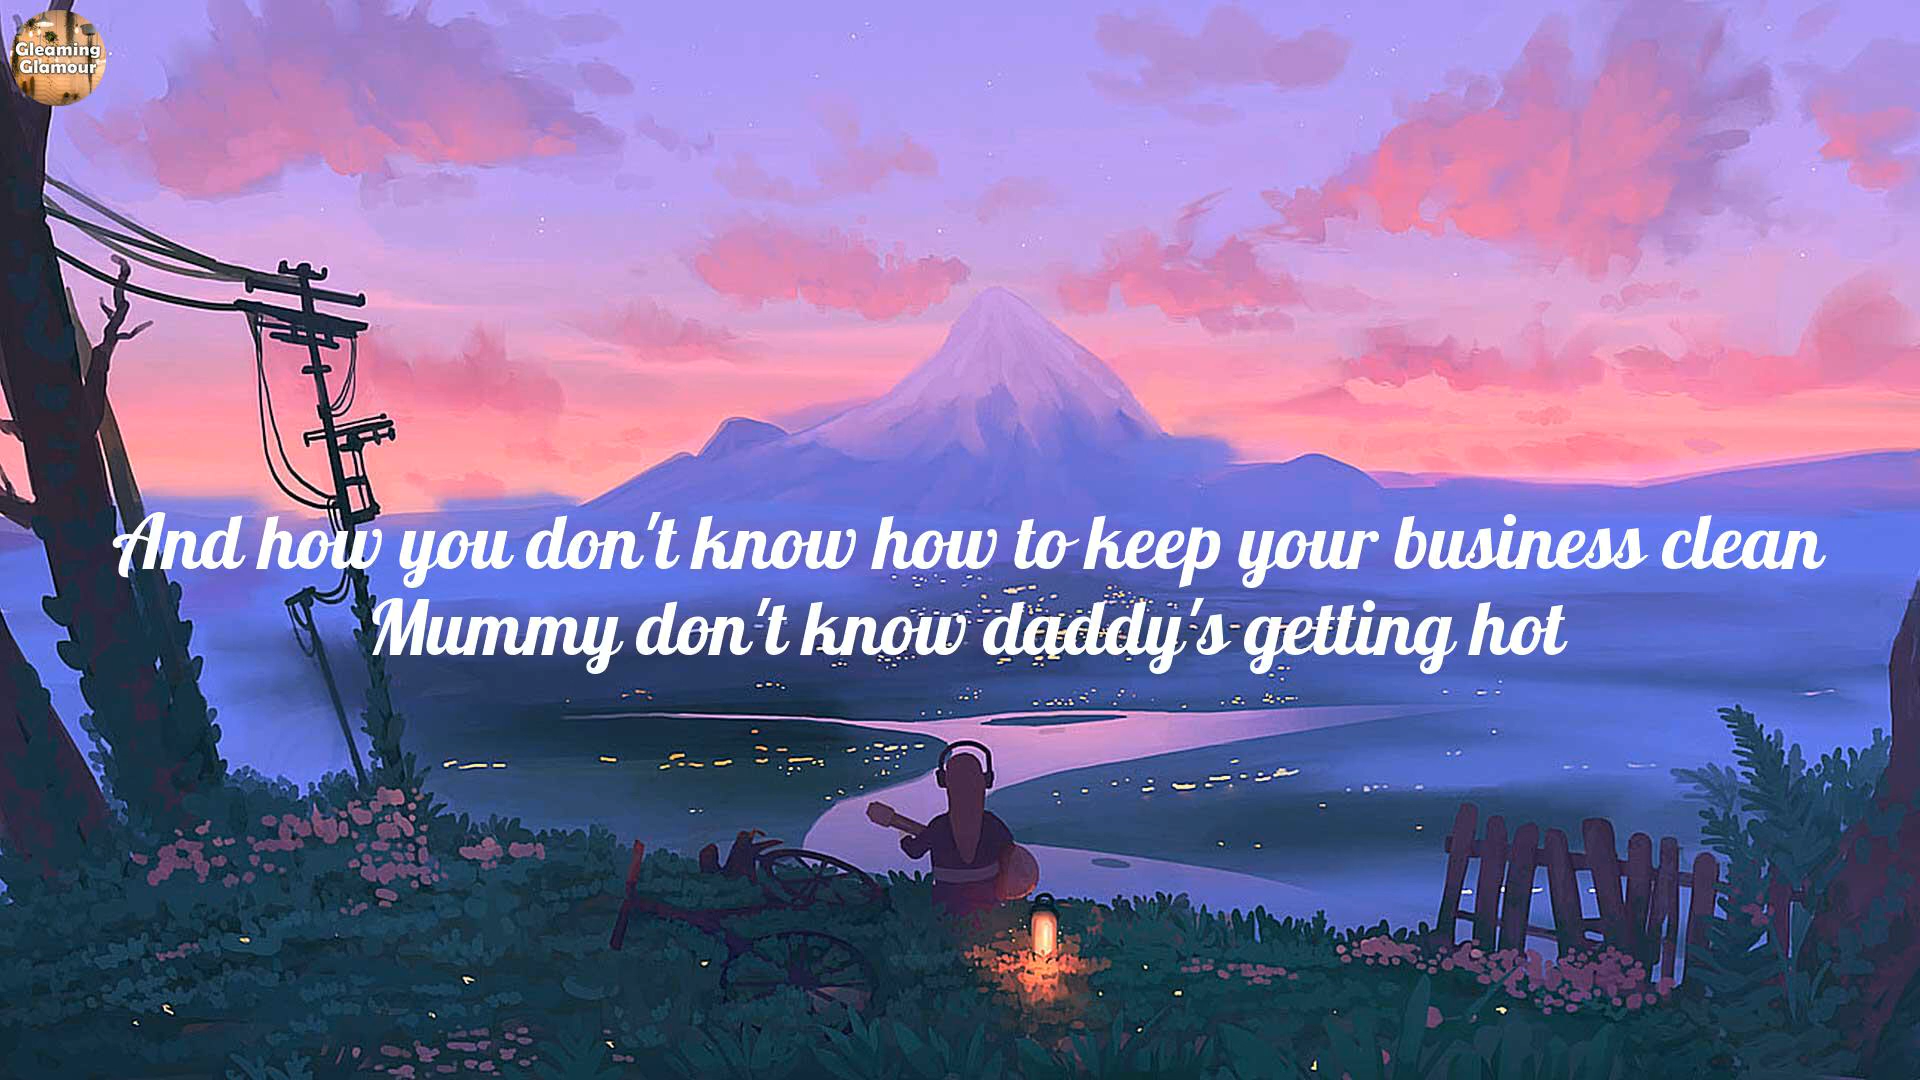 Gleaming
Glamour
And how you don't know how to keep your business clean
Mummy don't know daddy's getting hot